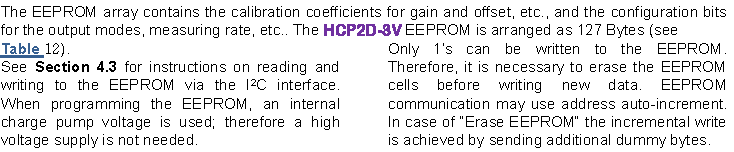 The EEPROM array contains the calibration coefficients for gain and offset, etc., and the configuration bits
for the output modes, measuring rate, etc.. The HCP2D-3V EEPROM is arranged as 127 Bytes (see
Table 12).
See Section 4.3 for instructions on reading and
writing to the EEPROM via the I²C interface.
When programming the EEPROM, an internal
charge pump voltage is used; therefore a high
voltage supply is not needed.
Only 1's can be written to the EEPROM.
Therefore, it is necessary to erase the EEPROM
cells before writing new data. EEPROM
communication may use address auto-increment.
In case of "Erase EEPROM" the incremental write
is achieved by sending additional dummy bytes.